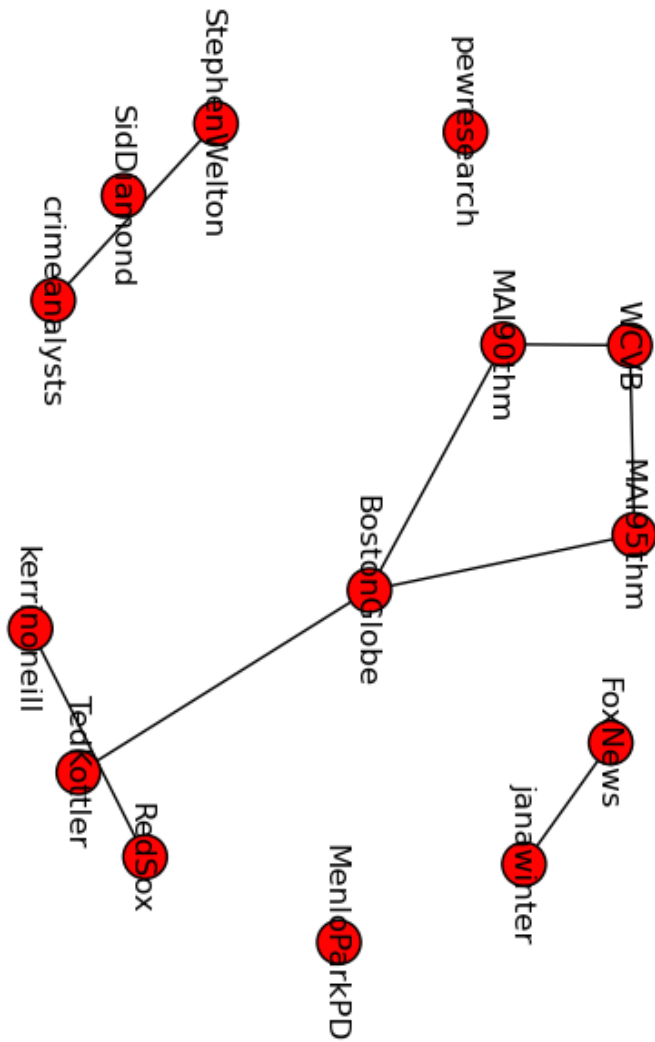 WCVB
MAI95thm
FoxNews
janawinter
MAI90thm
pewresearch
BostonGlobe
MenloParkPD
StephenWelton
RedSox
SidDiamond
TedKottler
crimeanalysts
kerrinoneill